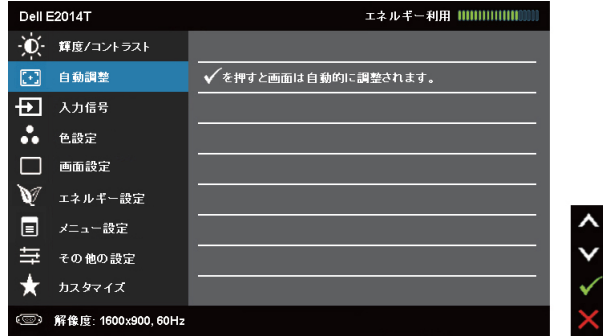 Dell E2014T エネルギー利用
輝度/コントラスト
自動調整 ✓を押すと画面は自動的に調整されます。
入力信号
色設定
画面設定
エネルギー設定
メニュー設定
その他の設定
カスタマイズ
解像度: 1600x900, 60Hz